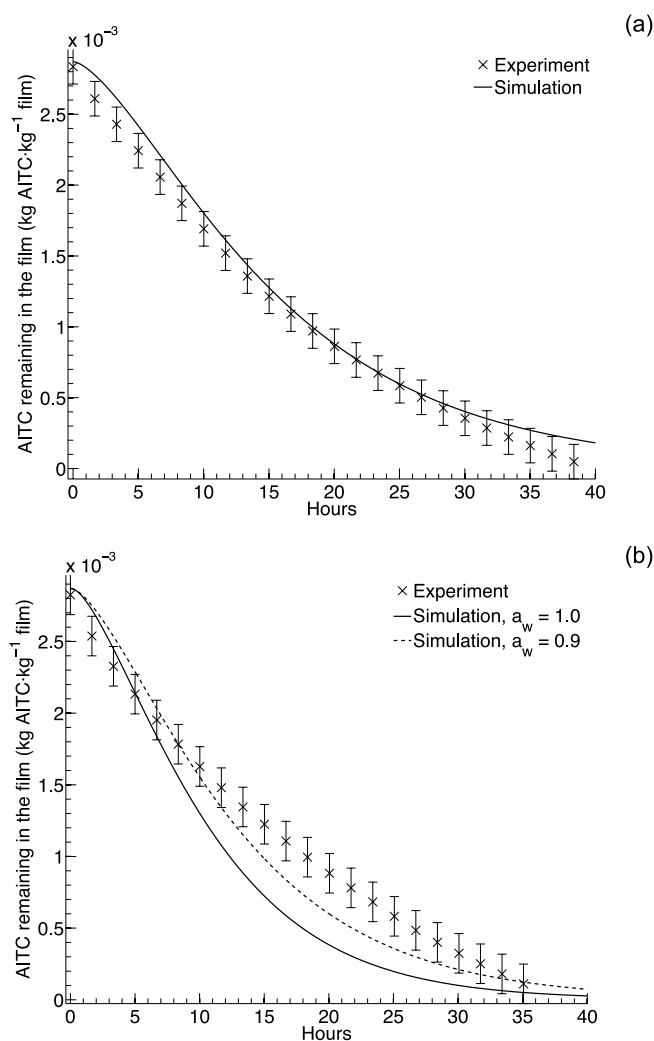 (a)
x 10⁻³
× Experiment
— Simulation
AITC remaining in the film (kg AITC·kg⁻¹ film)
2.5
2
1.5
1
0.5
0
0 5 10 15 20 25 30 35 40
Hours
(b)
x 10⁻³
× Experiment
— Simulation, a_w = 1.0
---- Simulation, a_w = 0.9
AITC remaining in the film (kg AITC·kg⁻¹ film)
2.5
2
1.5
1
0.5
0
0 5 10 15 20 25 30 35 40
Hours